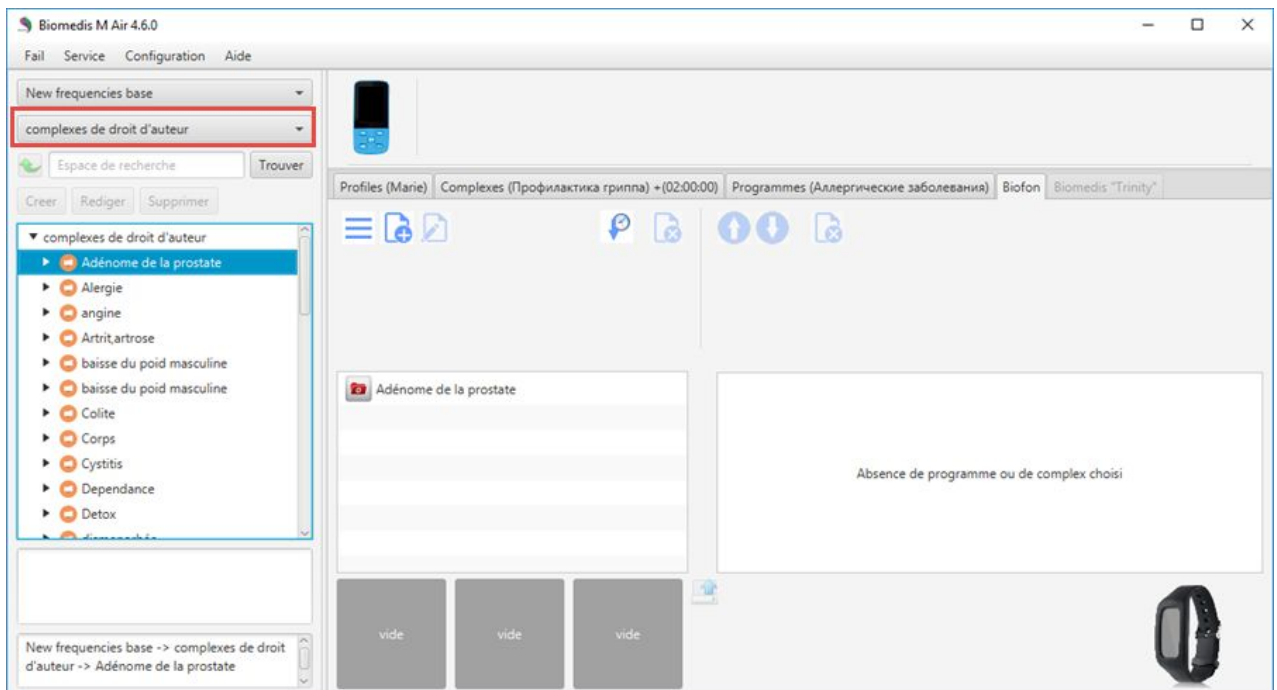 Biomedis M Air 4.6.0
Fail Service Configuration Aide
New frequencies base
complexes de droit d'auteur
Espace de recherche Trouver
Creer Rediger Supprimer
complexes de droit d'auteur
Adénome de la prostate
Alergie
angine
Artrit,artrose
baisse du poid masculine
baisse du poid masculine
Colite
Corps
Cystitis
Dependance
Detox
New frequencies base -> complexes de droit
d'auteur -> Adénome de la prostate
Profiles (Marie) Complexes (Профилактика гриппа) +(02:00:00) Programmes (Аллергические заболевания) Biofon Biomedis "Trinity"
Adénome de la prostate
Absence de programme ou de complex choisi
vide vide vide